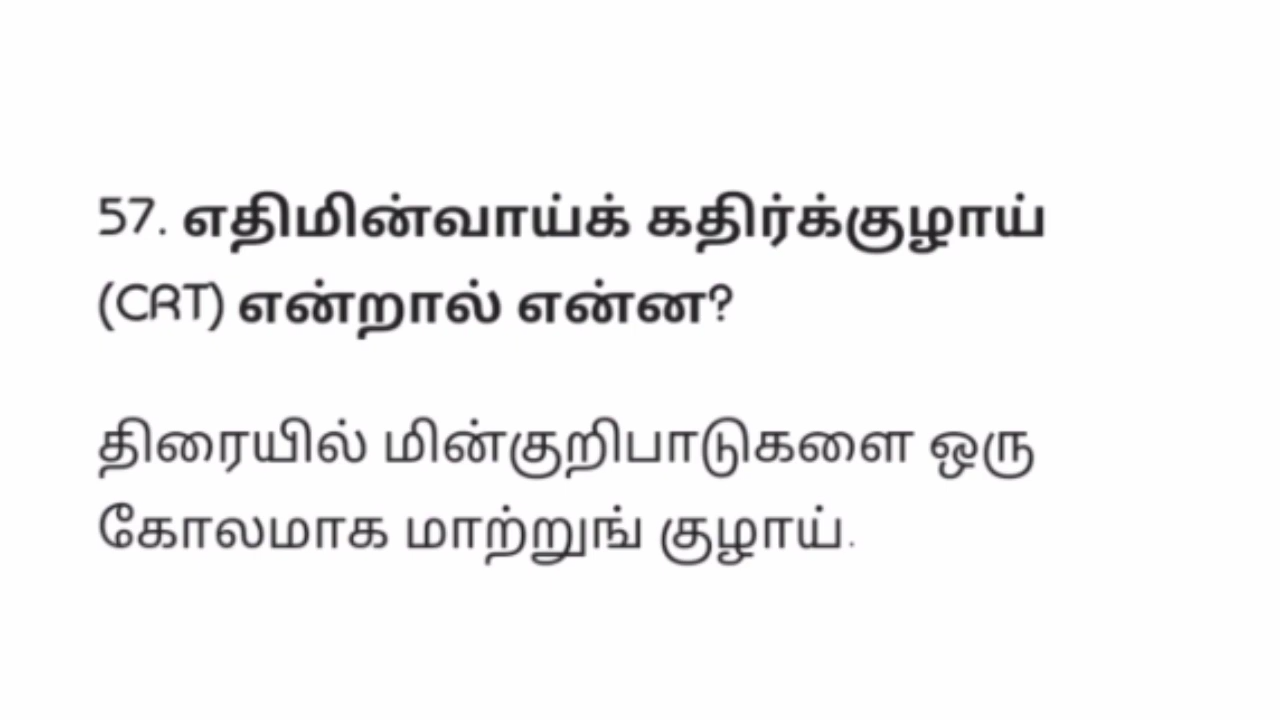 57. எதிமின்வாய்க் கதிர்க்குழாய்
(CRT) என்றால் என்ன?
திரையில் மின்குறிபாடுகளை ஒரு
கோலமாக மாற்றுங் குழாய்.